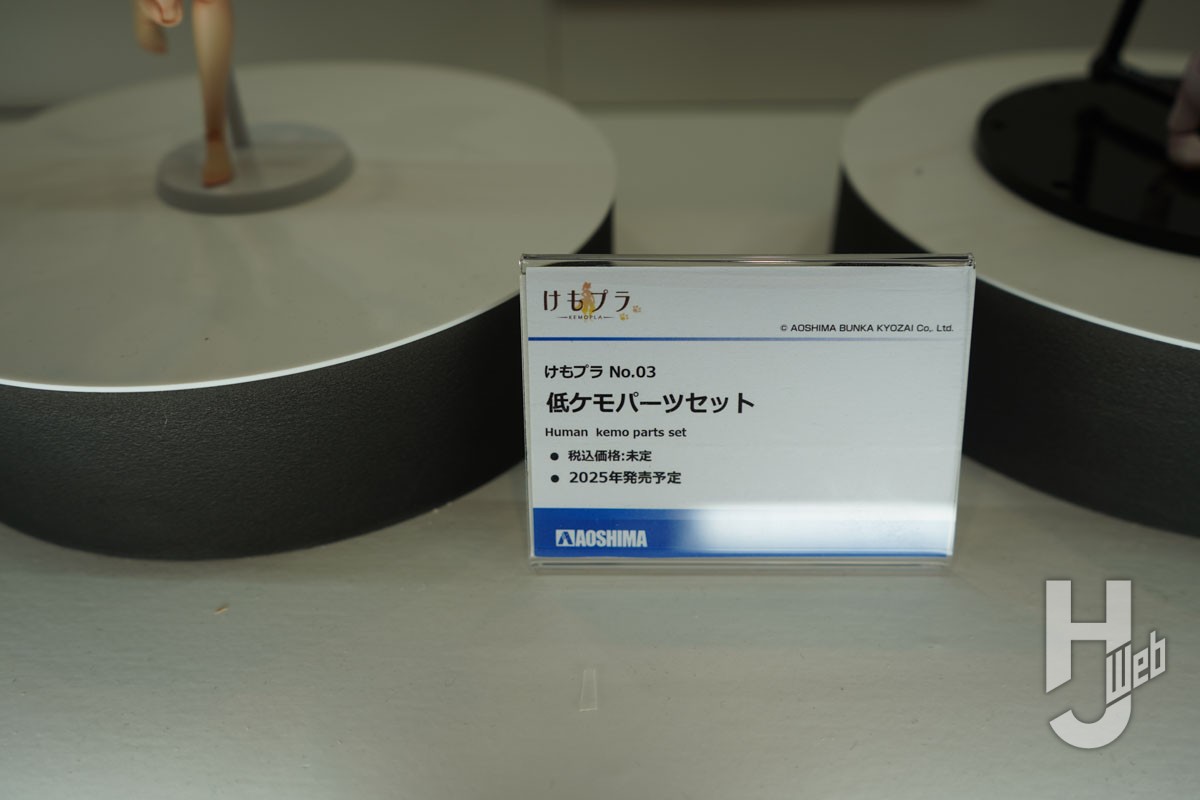 けもプラ
KEMOPLA
© AOSHIMA BUNKA KYOZAI Co,. Ltd.
けもプラ No.03
低ケモパーツセット
Human kemo parts set
● 税込価格:未定
● 2025年発売予定
AOSHIMA
HJ Web